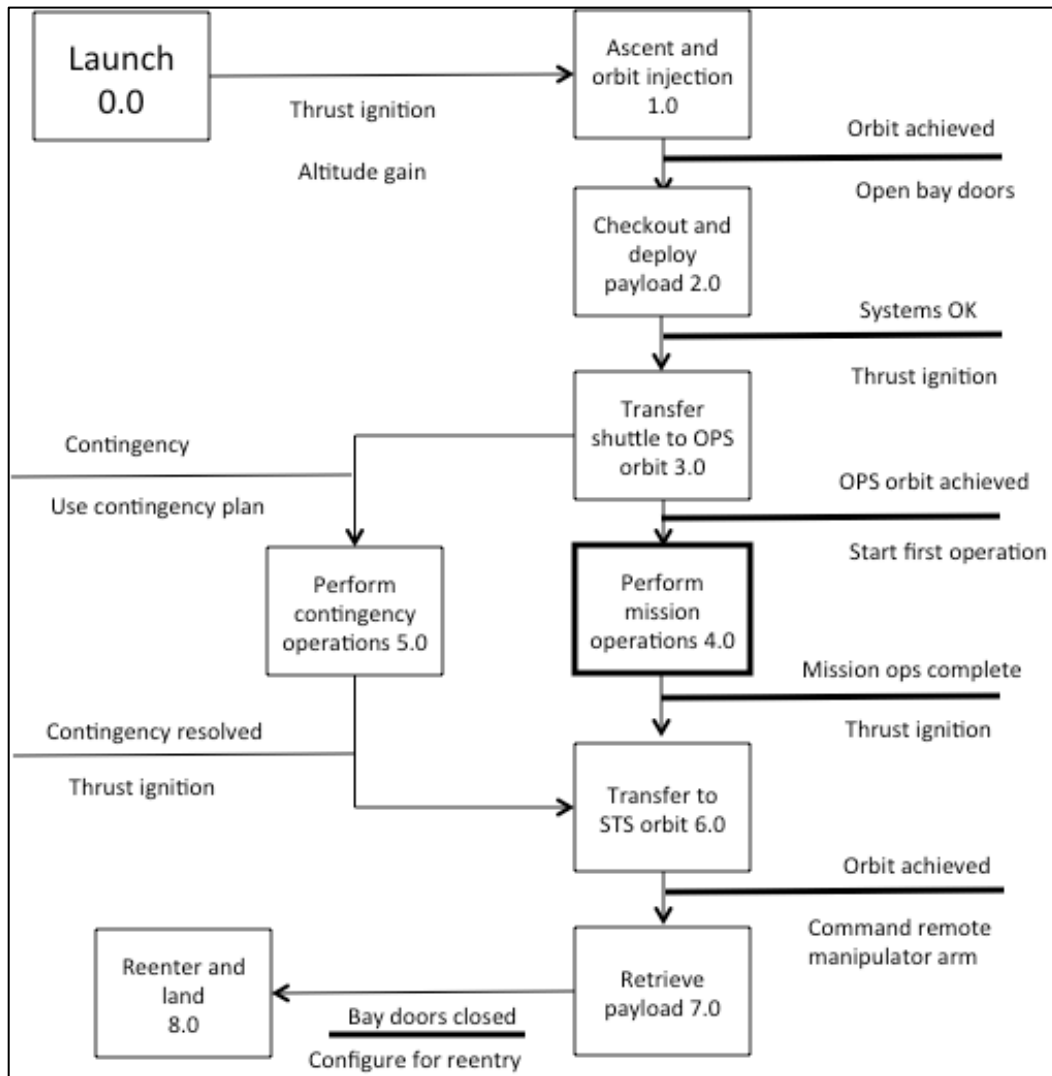 Launch
0.0
Thrust ignition
Altitude gain
Ascent and
orbit injection
1.0
Orbit achieved
Open bay doors
Checkout and
deploy
payload 2.0
Systems OK
Thrust ignition
Transfer
shuttle to OPS
orbit 3.0
Contingency
Use contingency plan
OPS orbit achieved
Start first operation
Perform
contingency
operations 5.0
Perform
mission
operations 4.0
Mission ops complete
Thrust ignition
Contingency resolved
Thrust ignition
Transfer to
STS orbit 6.0
Orbit achieved
Command remote
manipulator arm
Retrieve
payload 7.0
Bay doors closed
Configure for reentry
Reenter and
land
8.0